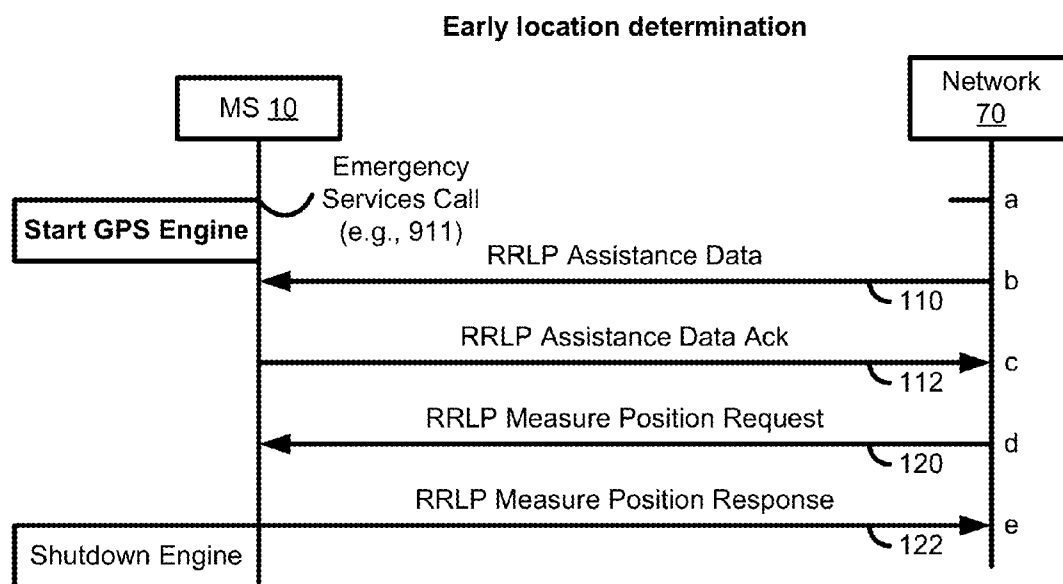 Early location determination
MS 10
Network
70
Emergency
Services Call
(e.g., 911)
a
Start GPS Engine
RRLP Assistance Data
b
110
RRLP Assistance Data Ack
c
112
RRLP Measure Position Request
d
120
RRLP Measure Position Response
e
122
Shutdown Engine